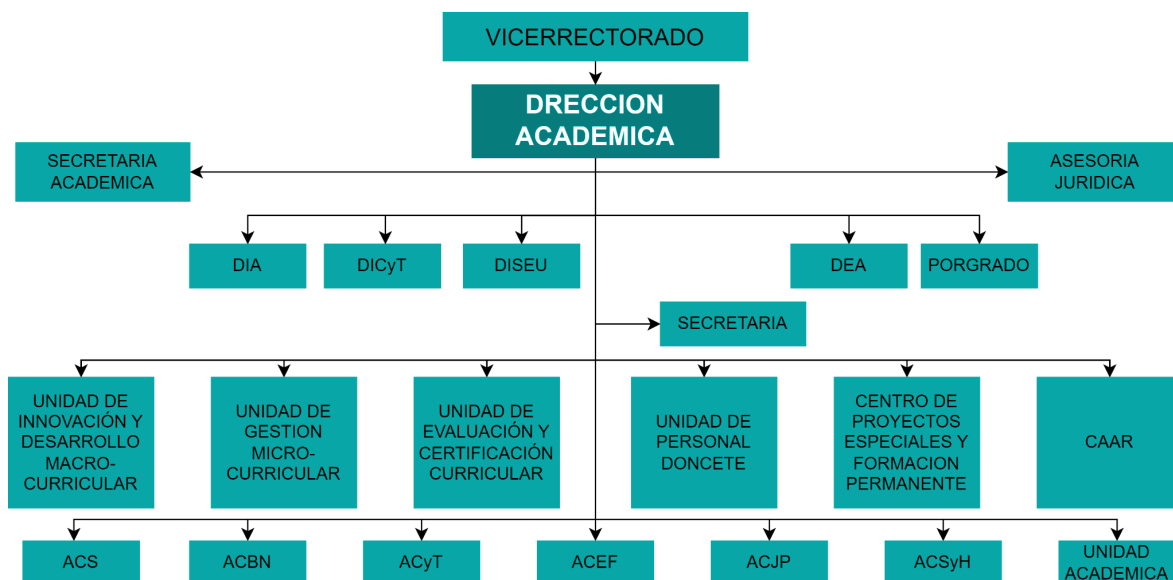 VICERRECTORADO
DRECCION
ACADEMICA
SECRETARIA
ACADEMICA
ASESORIA
JURIDICA
DIA
DICyT
DISEU
DEA
PORGRADO
SECRETARIA
UNIDAD DE
INNOVACIÓN Y
DESARROLLO
MACRO-
CURRICULAR
UNIDAD DE
GESTION
MICRO-
CURRICULAR
UNIDAD DE
EVALUACIÓN Y
CERTIFICACIÓN
CURRICULAR
UNIDAD DE
PERSONAL
DONCETE
CENTRO DE
PROYECTOS
ESPECIALES Y
FORMACION
PERMANENTE
CAAR
ACS
ACBN
ACyT
ACEF
ACJP
ACSyH
UNIDAD
ACADEMICA